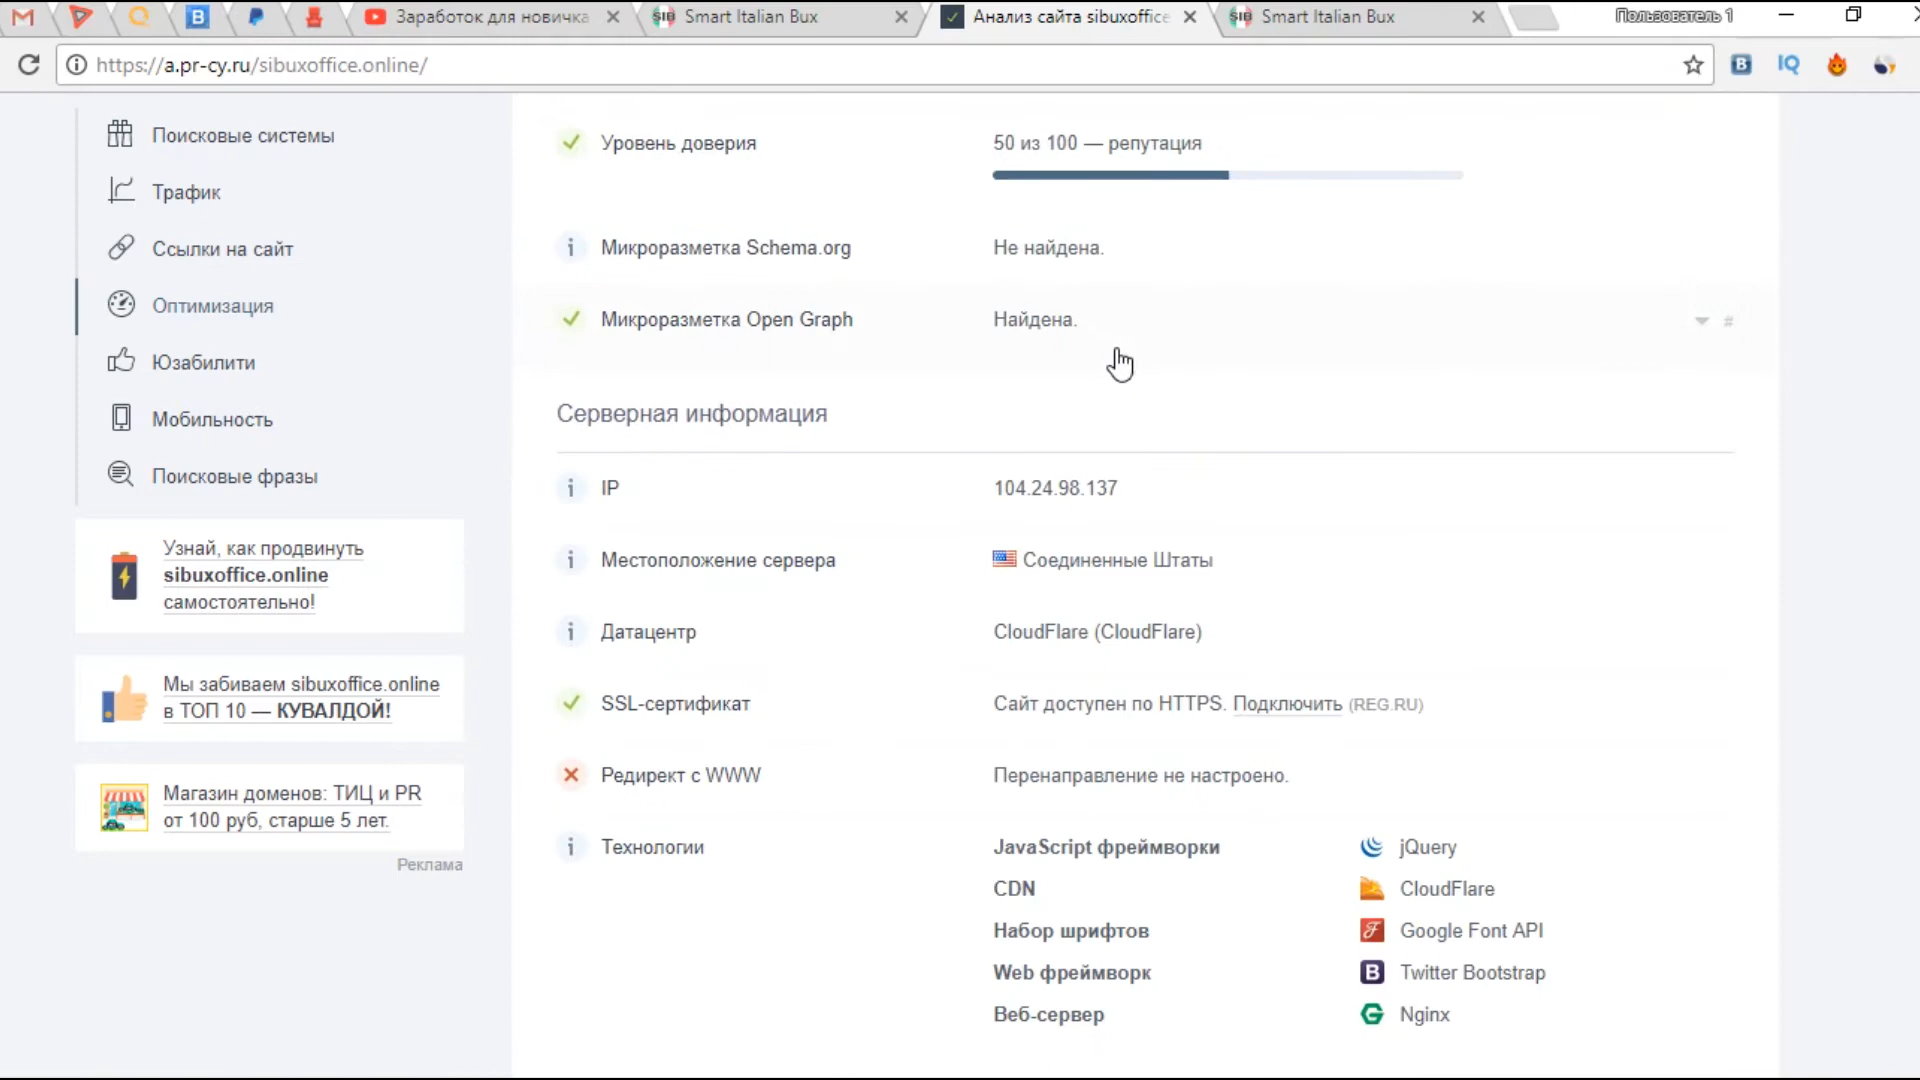 Заработок для новичка
Smart Italian Bux
Анализ сайта sibuxoffice
Smart Italian Bux
Пользователь 1
https://a.pr-cy.ru/sibuxoffice.online/
IQ
Поисковые системы
Трафик
Ссылки на сайт
Оптимизация
Юзабилити
Мобильность
Поисковые фразы
Узнай, как продвинуть
sibuxoffice.online
самостоятельно!
Мы забиваем sibuxoffice.online
в ТОП 10 — КУВАЛДОЙ!
Магазин доменов: ТИЦ и PR
от 100 руб, старше 5 лет.
Реклама
Уровень доверия 50 из 100 — репутация
Микроразметка Schema.org Не найдена.
Микроразметка Open Graph Найдена. #
Серверная информация
IP 104.24.98.137
Местоположение сервера Соединенные Штаты
Датацентр CloudFlare (CloudFlare)
SSL-сертификат Сайт доступен по HTTPS. Подключить (REG.RU)
Редирект с WWW Перенаправление не настроено.
Технологии JavaScript фреймворки jQuery
CDN CloudFlare
Набор шрифтов Google Font API
Web фреймворк Twitter Bootstrap
Веб-сервер Nginx